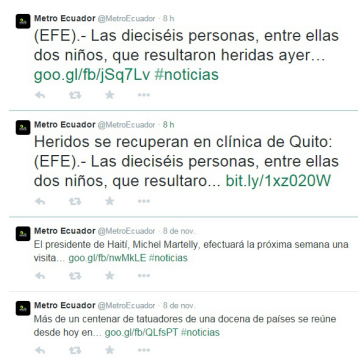 Metro Ecuador @MetroEcuador · 8 h
(EFE).- Las dieciséis personas, entre ellas
dos niños, que resultaron heridas ayer…
goo.gl/fb/jSq7Lv #noticias
Metro Ecuador @MetroEcuador · 8 h
Heridos se recuperan en clínica de Quito:
(EFE).- Las dieciséis personas, entre ellas
dos niños, que resultaro... bit.ly/1xz020W
Metro Ecuador @MetroEcuador · 8 de nov.
El presidente de Haití, Michel Martelly, efectuará la próxima semana una
visita… goo.gl/fb/nwMkLE #noticias
Metro Ecuador @MetroEcuador · 8 de nov.
Más de un centenar de tatuadores de una docena de países se reúne
desde hoy en… goo.gl/fb/QLfsPT #noticias